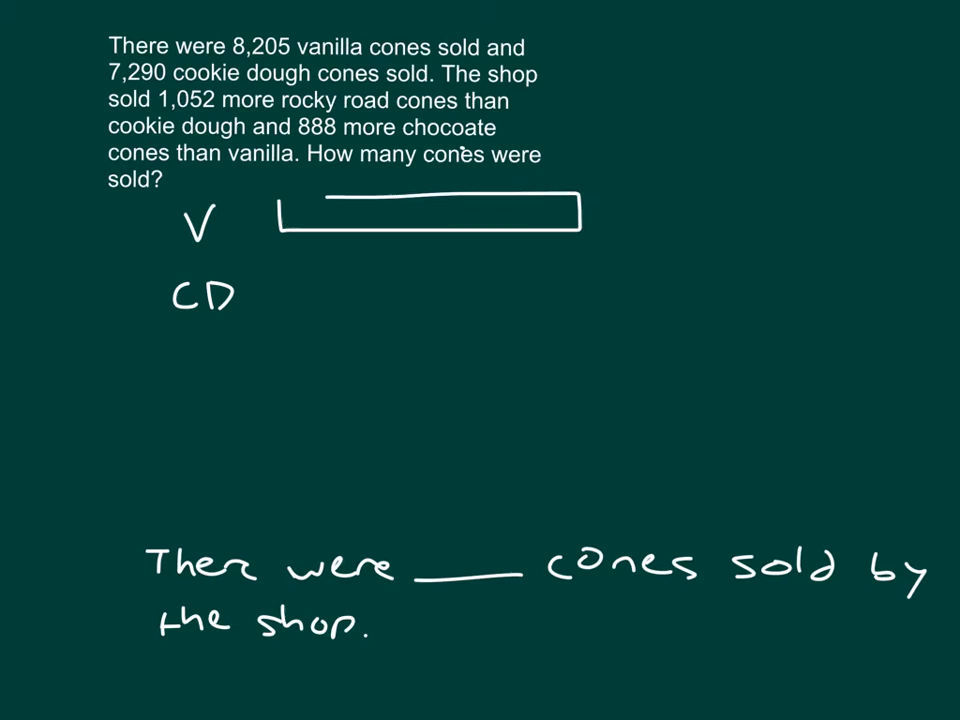 There were 8,205 vanilla cones sold and
7,290 cookie dough cones sold. The shop
sold 1,052 more rocky road cones than
cookie dough and 888 more chocoate
cones than vanilla. How many cones were
sold?
V
CD
There were ____ cones sold by
the shop.